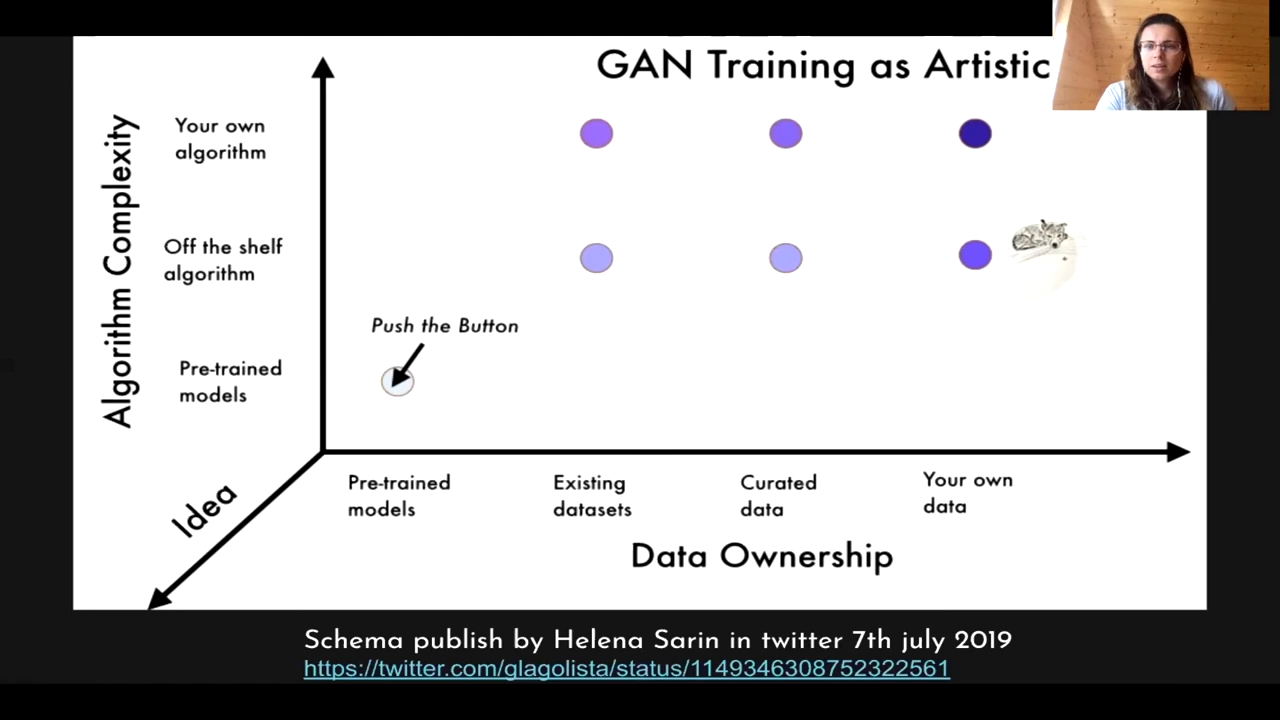 GAN Training as Artistic
Algorithm Complexity
Your own
algorithm
Off the shelf
algorithm
Push the Button
Pre-trained
models
Idea
Pre-trained
models
Existing
datasets
Curated
data
Your own
data
Data Ownership
Schema publish by Helena Sarin in twitter 7th july 2019
https://twitter.com/glagolista/status/1149346308752322561